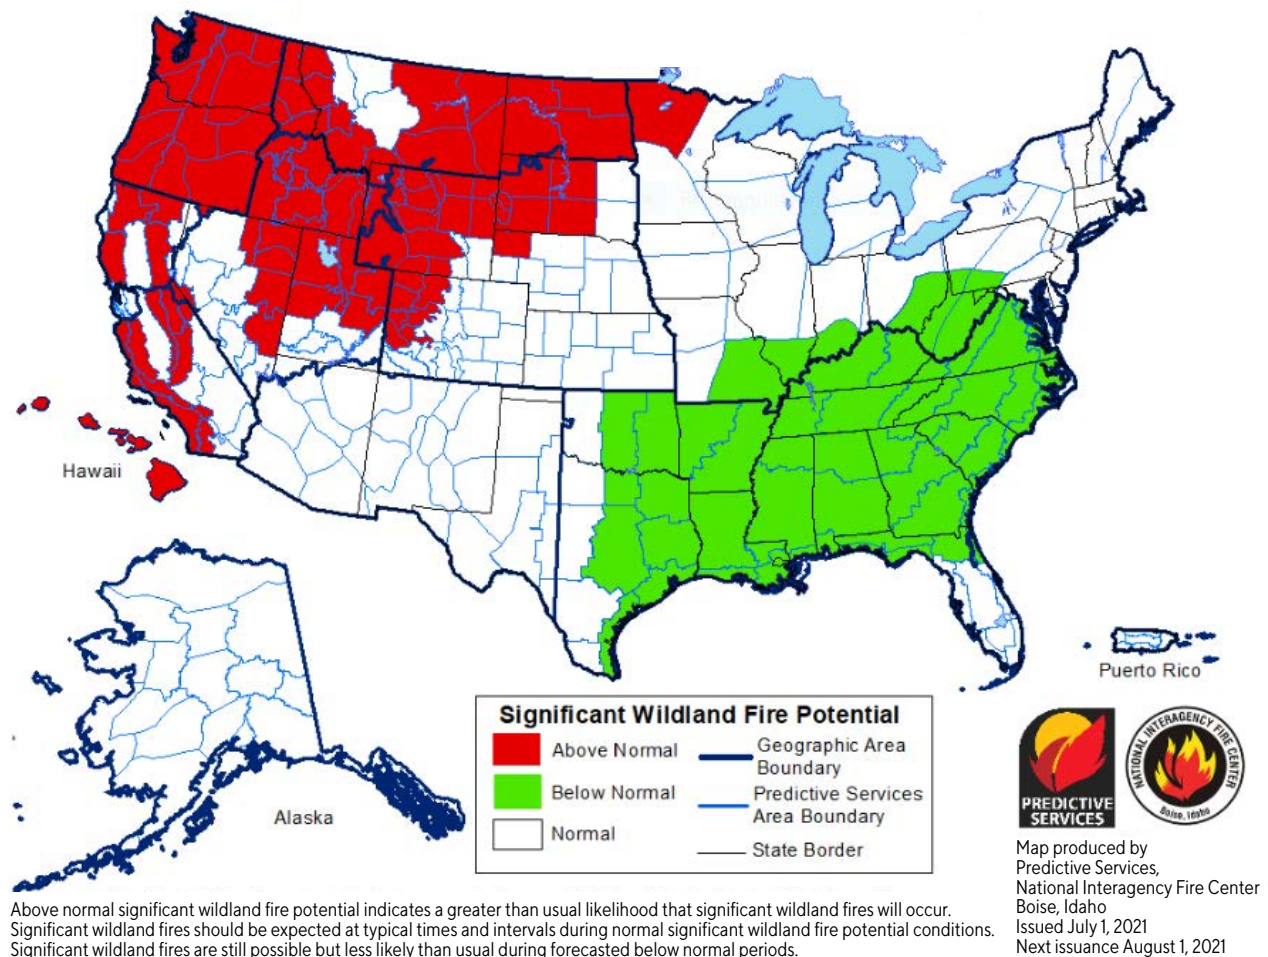 Hawaii
Alaska
Puerto Rico
Significant Wildland Fire Potential
Above Normal
Below Normal
Normal
Geographic Area
Boundary
Predictive Services
Area Boundary
State Border
PREDICTIVE
SERVICES
NATIONAL INTERAGENCY FIRE CENTER
Boise, Idaho
Map produced by
Predictive Services,
National Interagency Fire Center
Boise, Idaho
Issued July 1, 2021
Next issuance August 1, 2021
Above normal significant wildland fire potential indicates a greater than usual likelihood that significant wildland fires will occur.
Significant wildland fires should be expected at typical times and intervals during normal significant wildland fire potential conditions.
Significant wildland fires are still possible but less likely than usual during forecasted below normal periods.